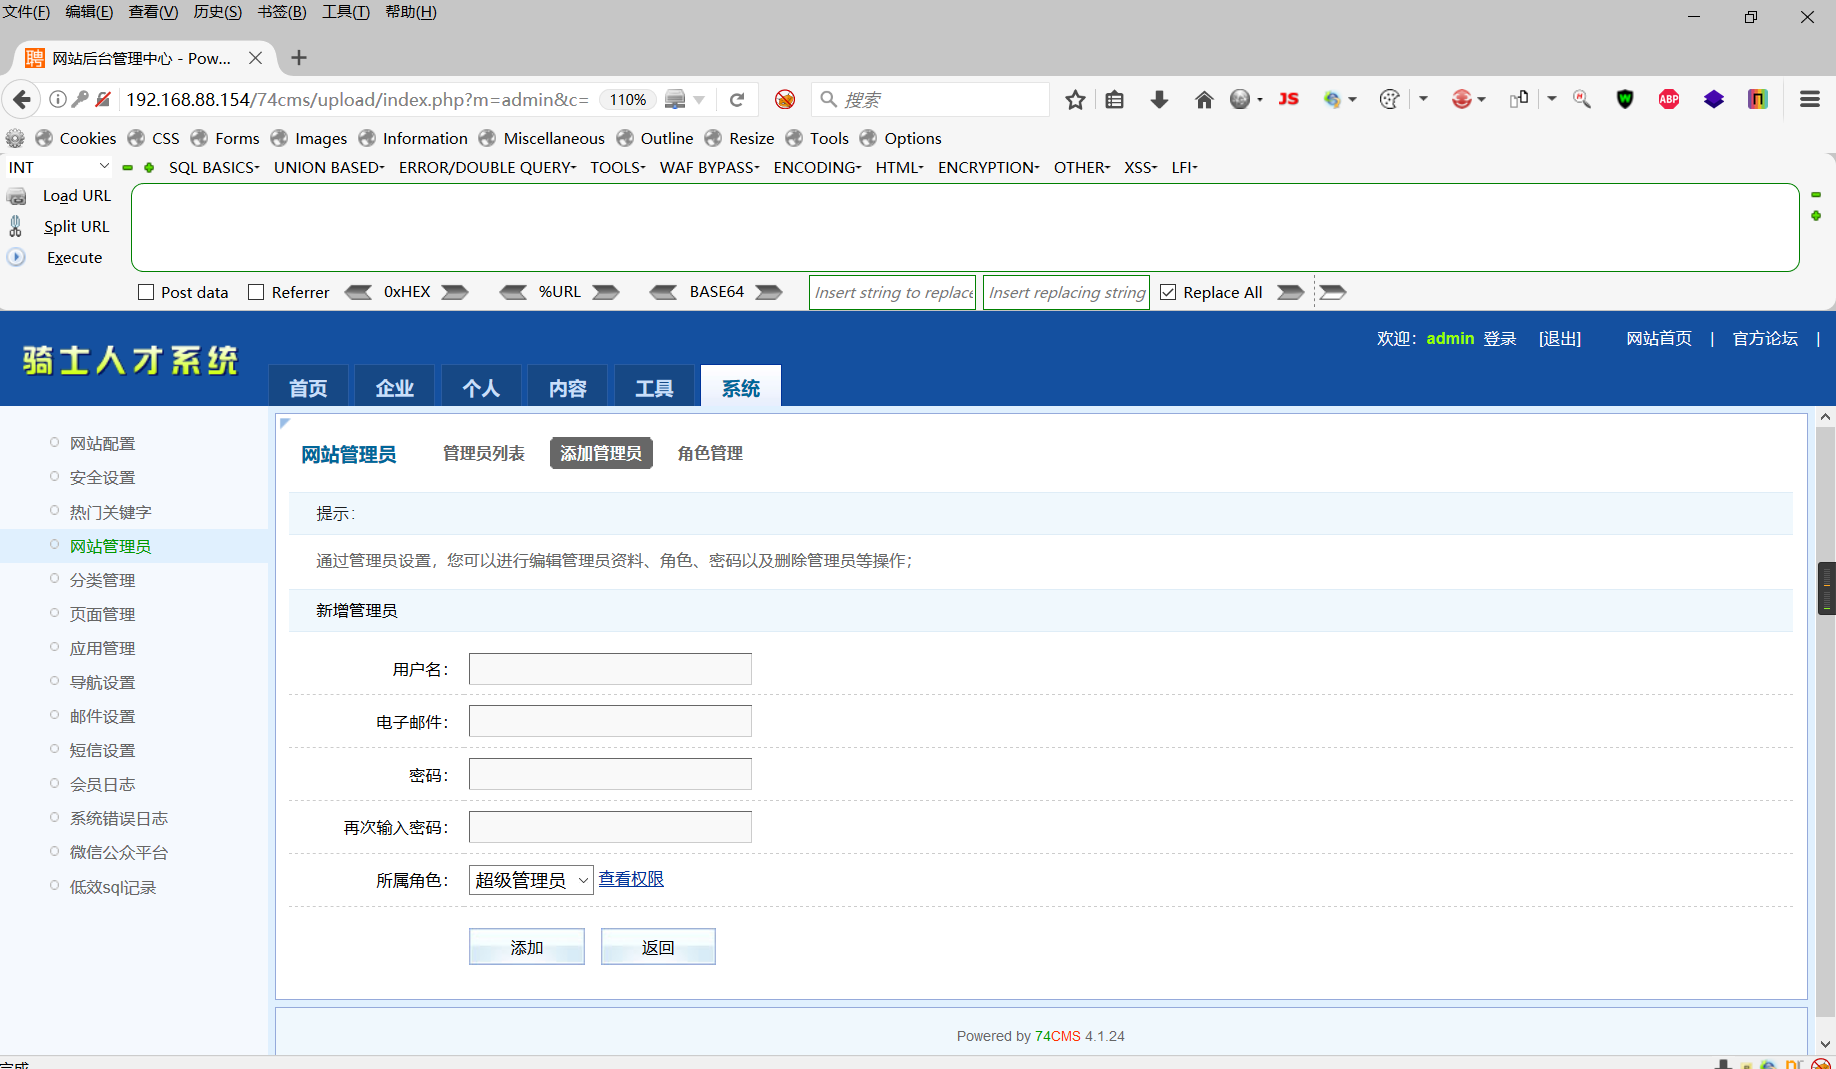 文件(F) 编辑(E) 查看(V) 历史(S) 书签(B) 工具(T) 帮助(H)
聘 网站后台管理中心 - Pow...
192.168.88.154/74cms/upload/index.php?m=admin&c= 110% 搜索 JS ABP
Cookies CSS Forms Images Information Miscellaneous Outline Resize Tools Options
INT SQL BASICS UNION BASED ERROR/DOUBLE QUERY TOOLS WAF BYPASS ENCODING HTML ENCRYPTION OTHER XSS LFI
Load URL
Split URL
Execute
Post data Referrer 0xHEX %URL BASE64 Insert string to replace Insert replacing string Replace All
欢迎：admin 登录 [退出] 网站首页 | 官方论坛 |
骑士人才系统
首页 企业 个人 内容 工具 系统
网站配置
安全设置
热门关键字
网站管理员
分类管理
页面管理
应用管理
导航设置
邮件设置
短信设置
会员日志
系统错误日志
微信公众平台
低效sql记录
网站管理员 管理员列表 添加管理员 角色管理
提示：
通过管理员设置，您可以进行编辑管理员资料、角色、密码以及删除管理员等操作；
新增管理员
用户名：
电子邮件：
密码：
再次输入密码：
所属角色： 超级管理员 查看权限
添加 返回
Powered by 74CMS 4.1.24
完成